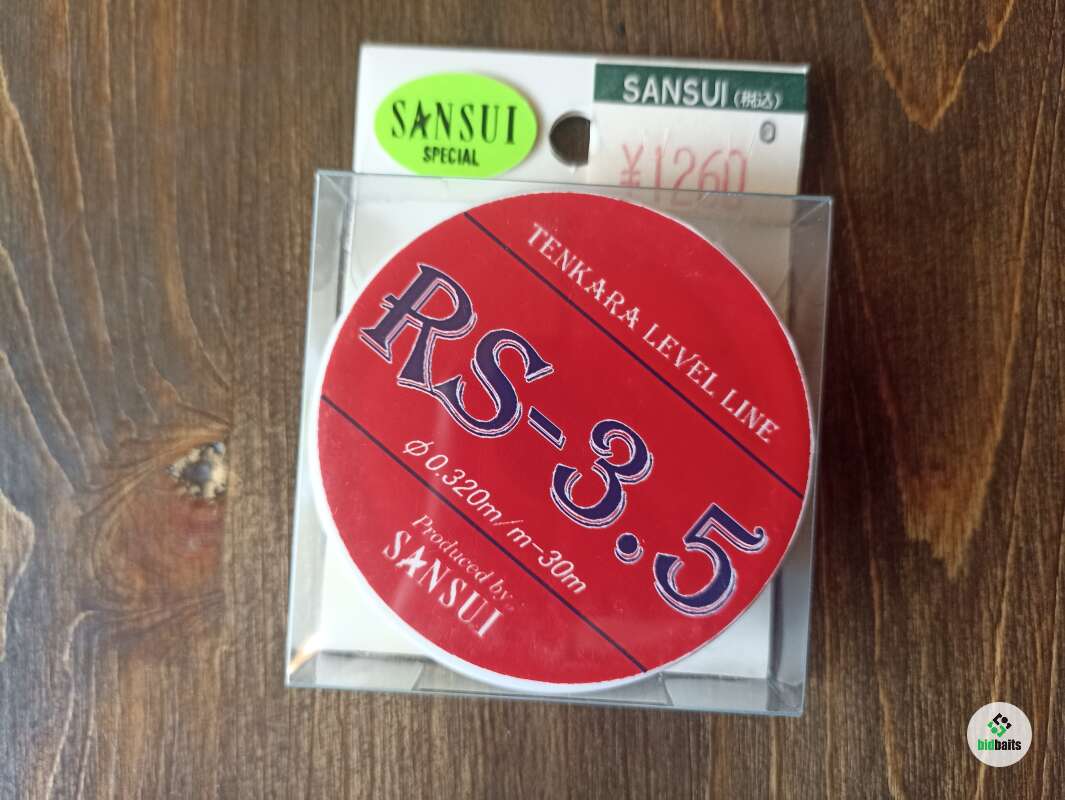 SANSUI
SPECIAL
SANSUI (税込)
0
¥1260
TENKARA LEVEL LINE
RS-3.5
φ0.320m/m-30m
Produced by
SANSUI
bidbaits